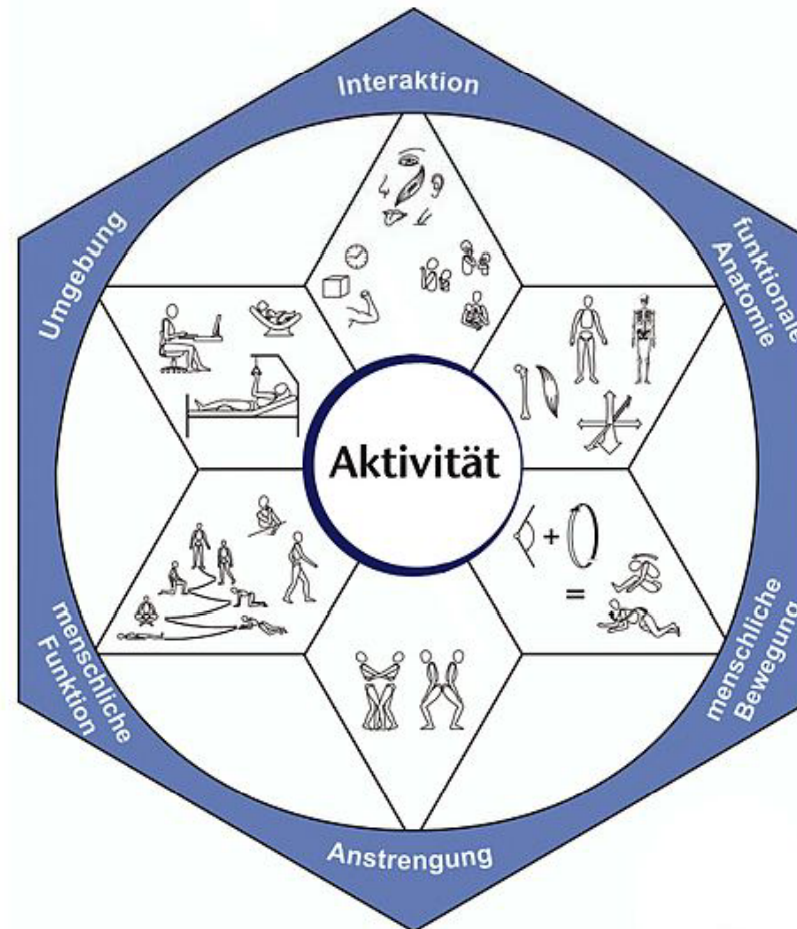 Interaktion
funktionale
Anatomie
menschliche
Bewegung
Anstrengung
menschliche
Funktion
Umgebung
Aktivität
+
=